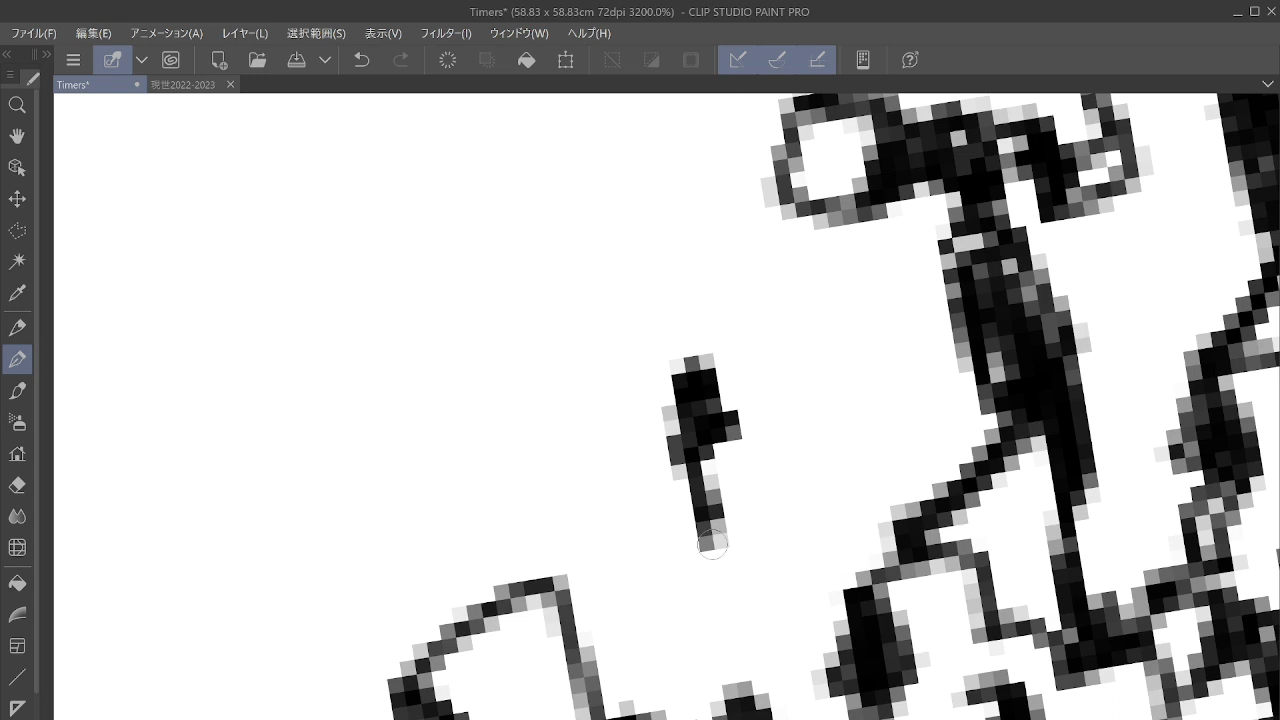 Timers* (58.83 x 58.83cm 72dpi 3200.0%) - CLIP STUDIO PAINT PRO
ファイル(F) 編集(E) アニメーション(A) レイヤー(L) 選択範囲(S) 表示(V) フィルター(I) ウィンドウ(W) ヘルプ(H)
Timers* 現世2022-2023